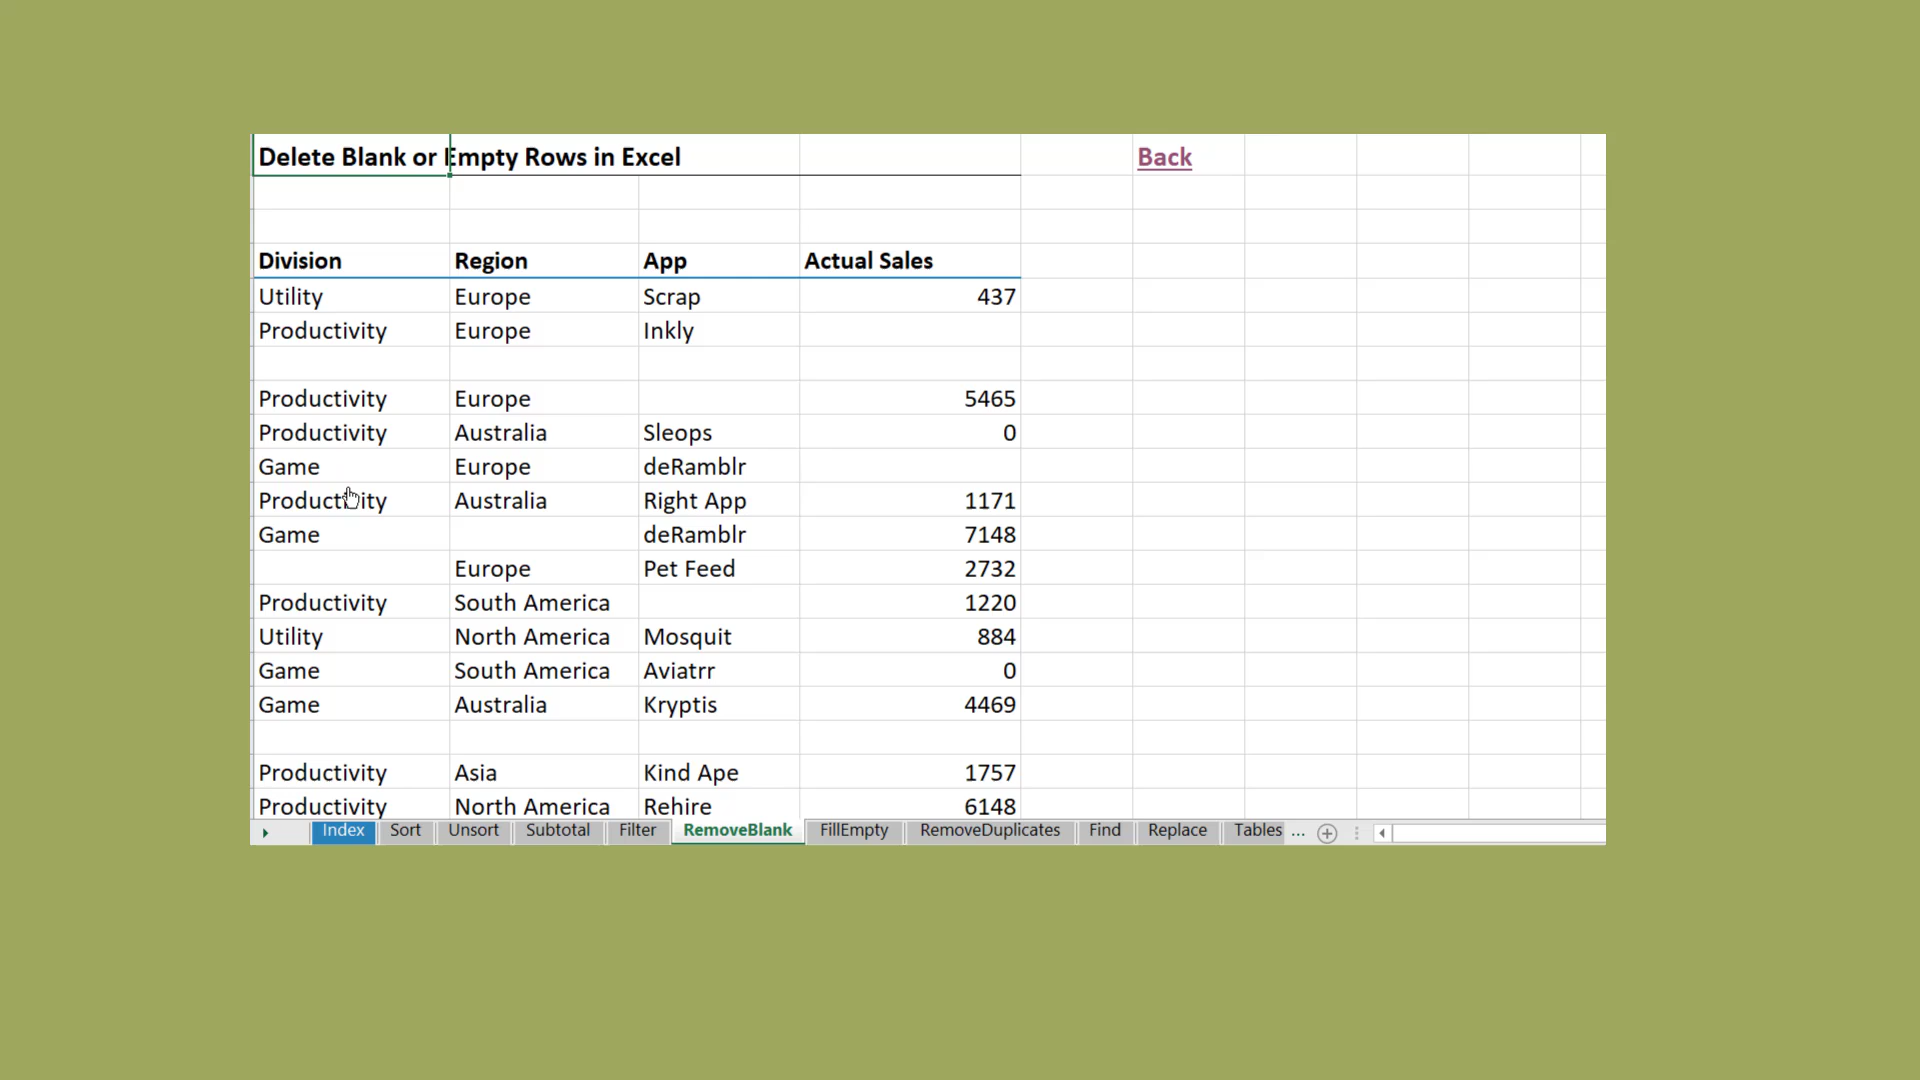 Delete Blank or Empty Rows in Excel Back
Division Region App Actual Sales
Utility Europe Scrap 437
Productivity Europe Inkly
Productivity Europe 5465
Productivity Australia Sleops 0
Game Europe deRamblr
Productivity Australia Right App 1171
Game deRamblr 7148
Europe Pet Feed 2732
Productivity South America 1220
Utility North America Mosquit 884
Game South America Aviatrr 0
Game Australia Kryptis 4469
Productivity Asia Kind Ape 1757
Productivity North America Rehire 6148
Index Sort Unsort Subtotal Filter RemoveBlank FillEmpty RemoveDuplicates Find Replace Tables ...